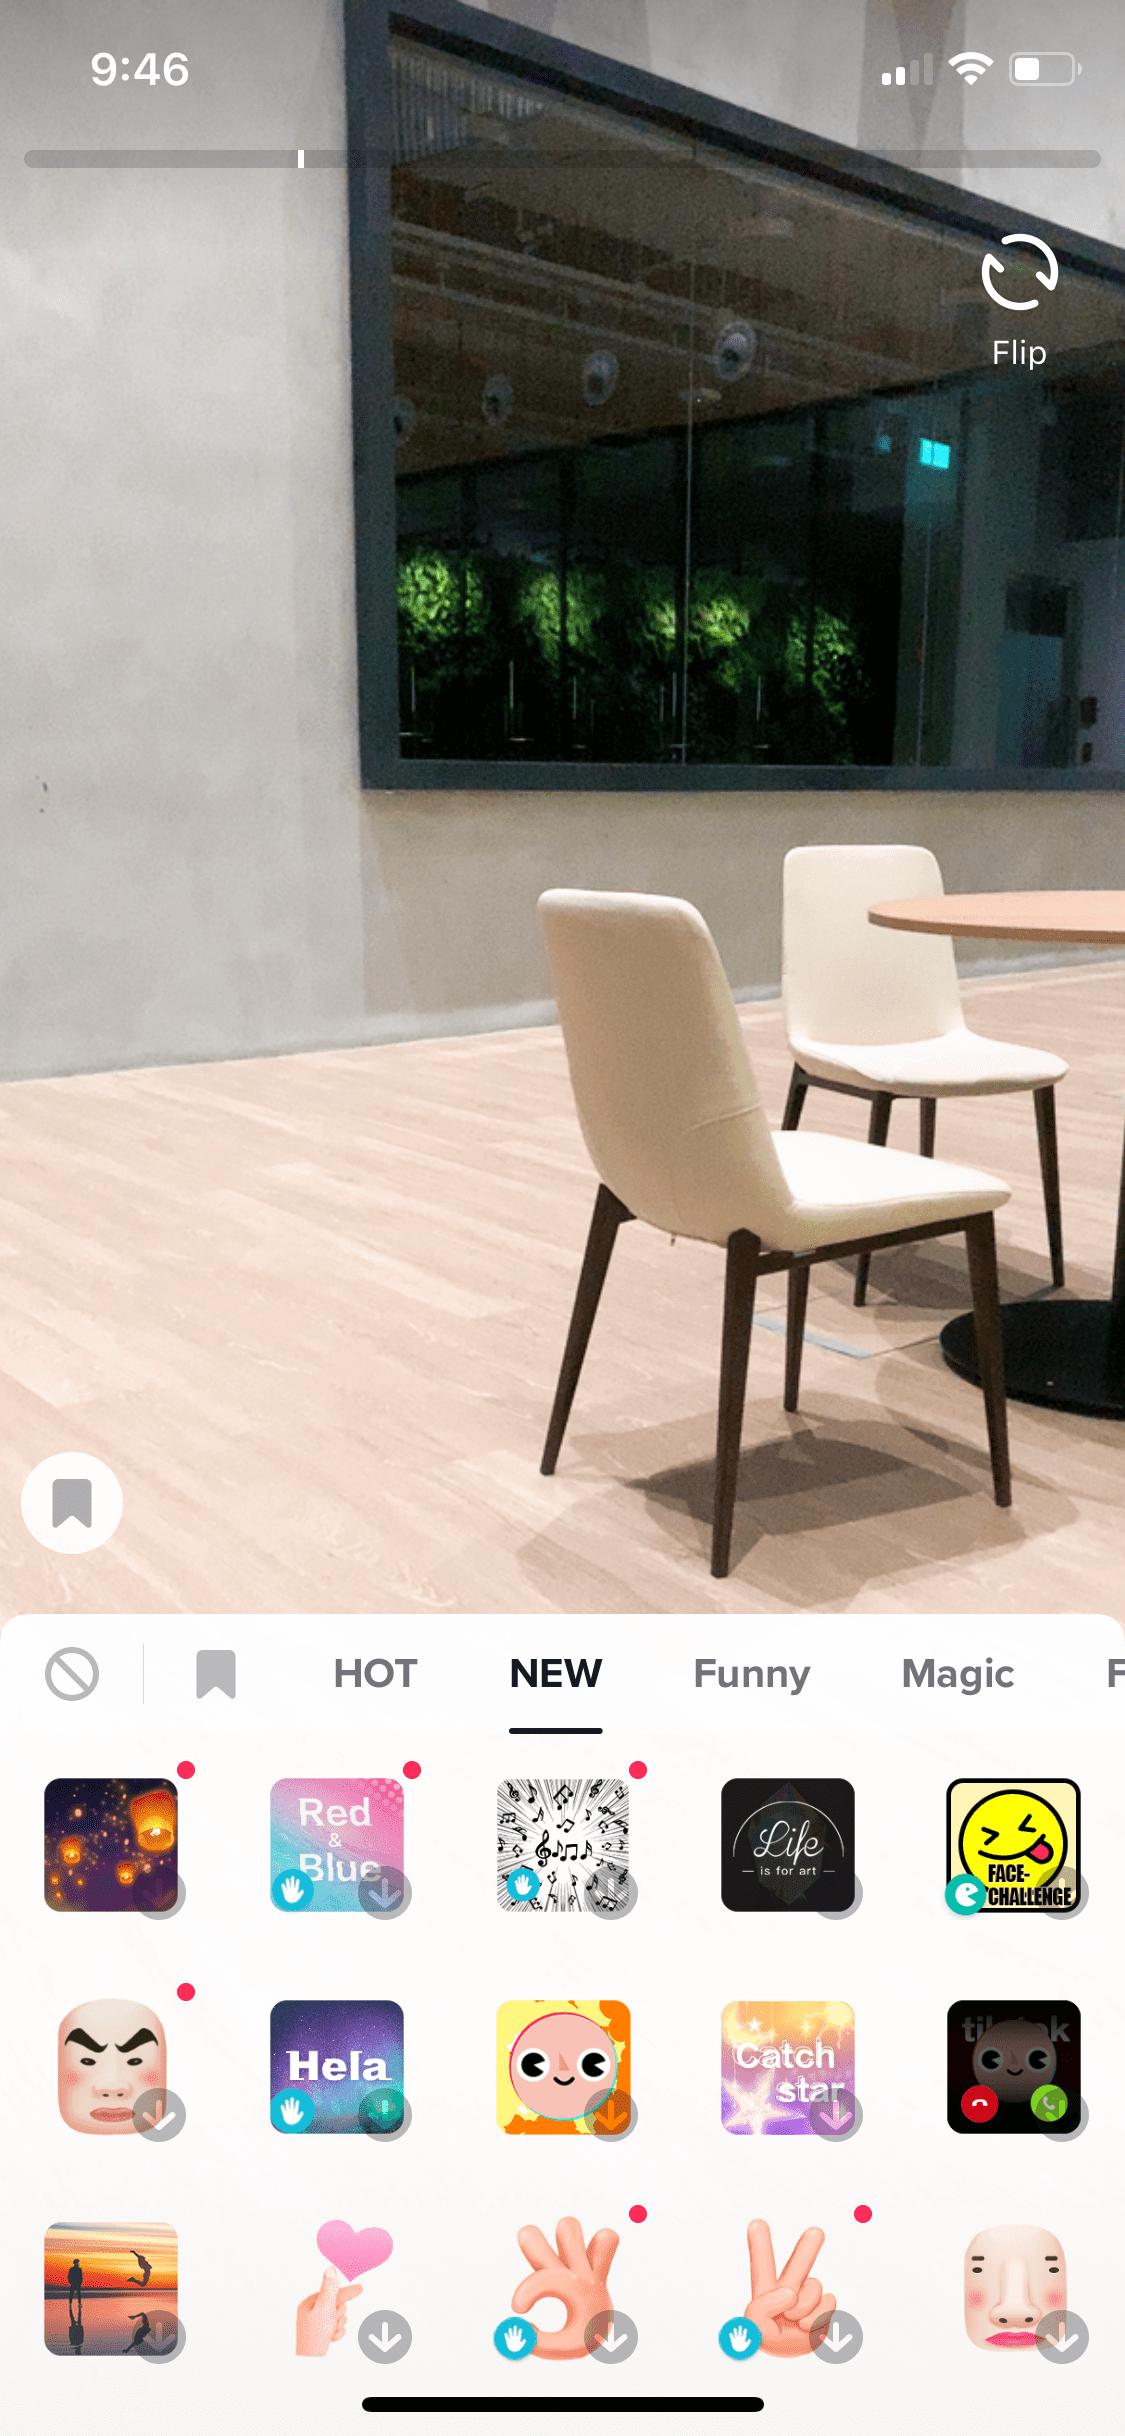 9:46
Flip
HOT
NEW
Funny
Magic
F
Red
&
Blue
Life
is for art
FACE-
CHALLENGE
Hela
tiktok
Catch
star